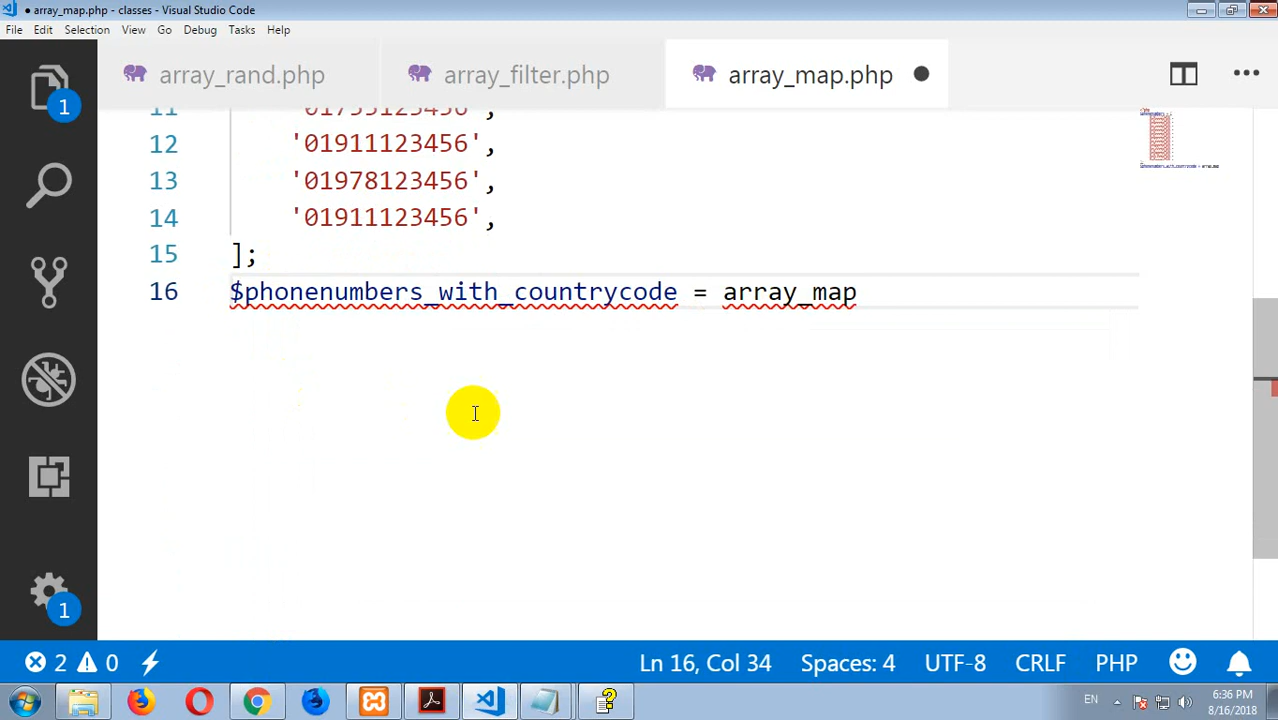 array_map.php - classes - Visual Studio Code
File Edit Selection View Go Debug Tasks Help
array_rand.php array_filter.php array_map.php
11 '01755123456',
12 '01911123456',
13 '01978123456',
14 '01911123456',
15 ];
16 $phonenumbers_with_countrycode = array_map
1
1
2 0 Ln 16, Col 34 Spaces: 4 UTF-8 CRLF PHP
EN 6:36 PM
8/16/2018